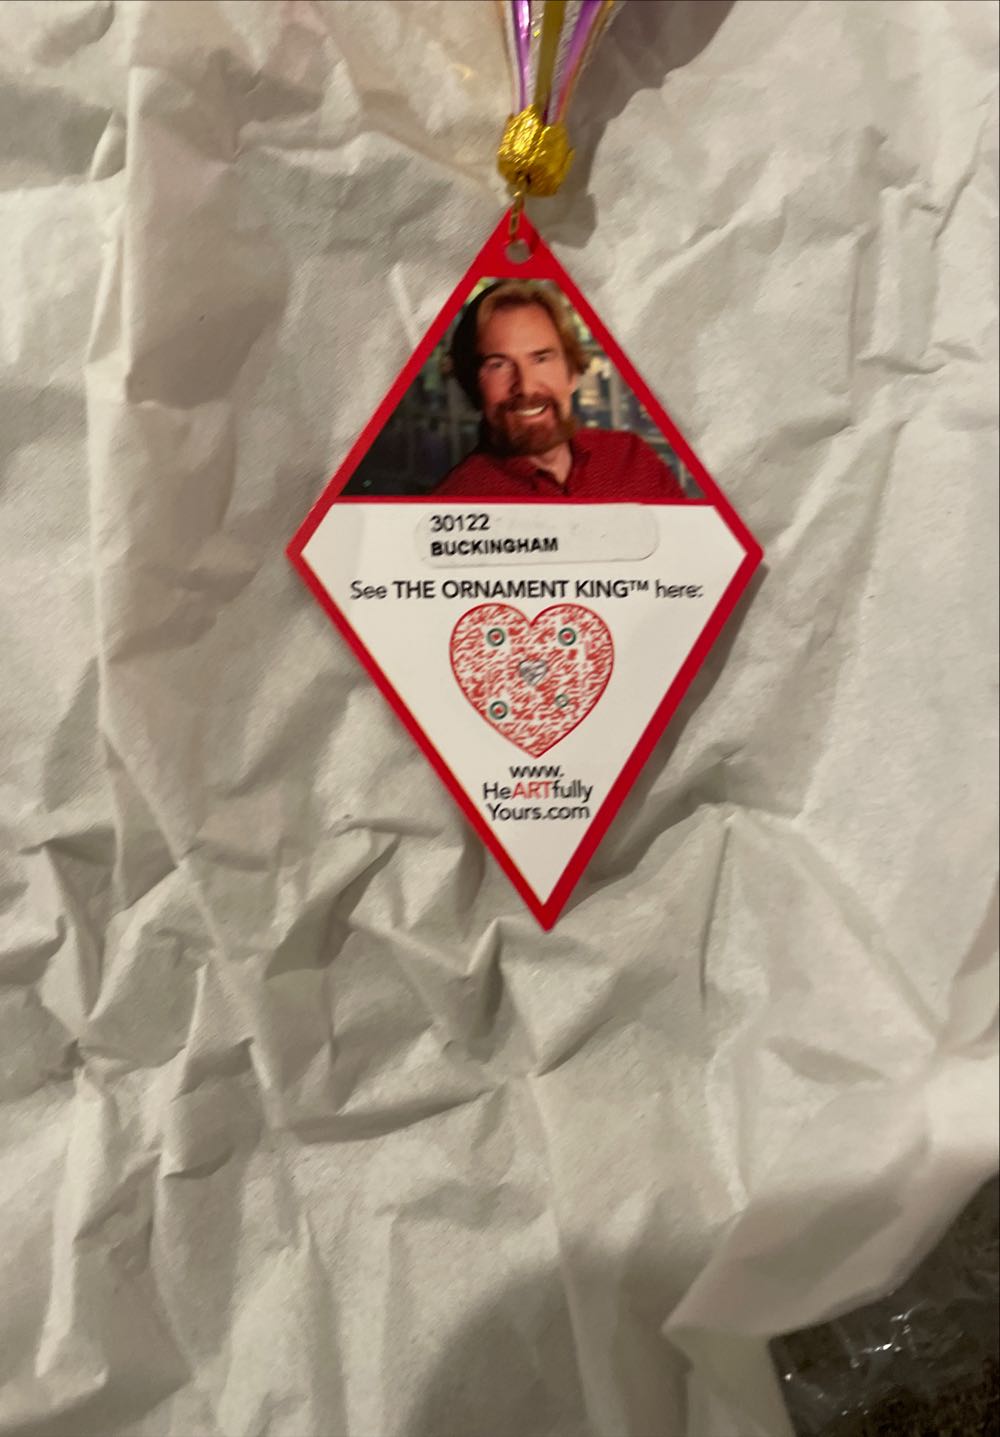 30122
BUCKINGHAM
See THE ORNAMENT KING™ here:
www.
HeARTfully
Yours.com